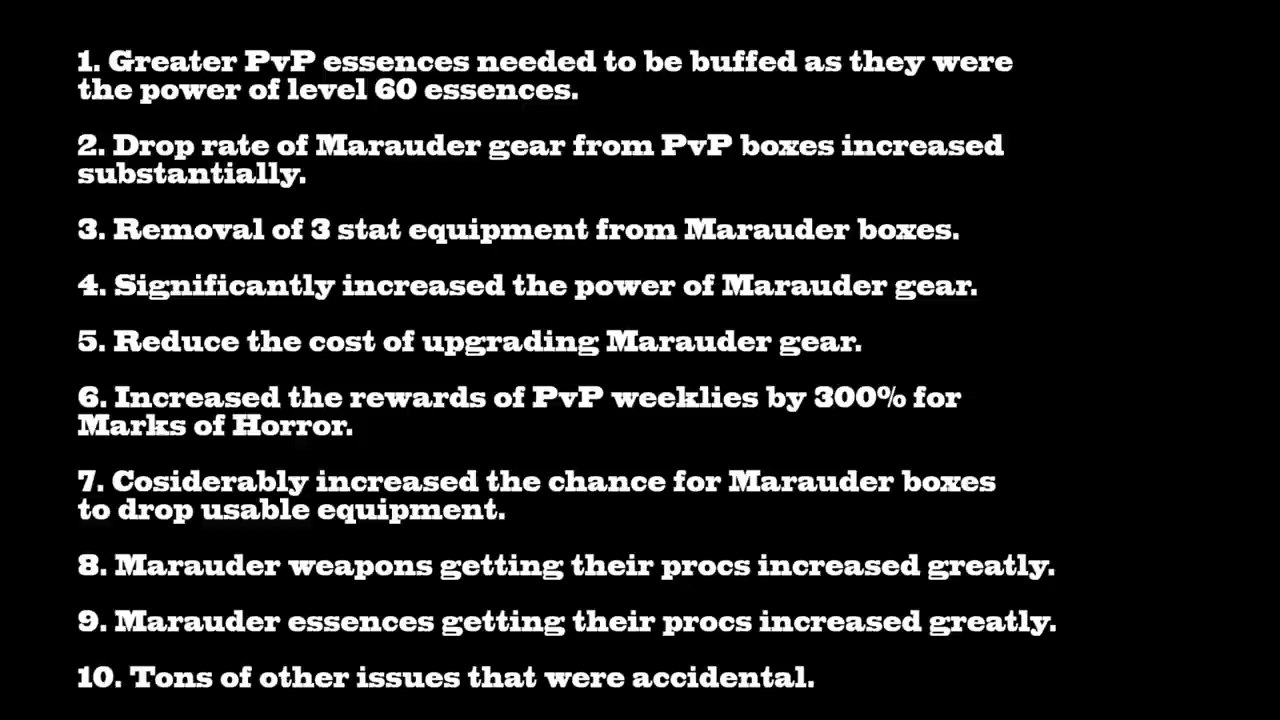 1. Greater PvP essences needed to be buffed as they were
the power of level 60 essences.
2. Drop rate of Marauder gear from PvP boxes increased
substantially.
3. Removal of 3 stat equipment from Marauder boxes.
4. Significantly increased the power of Marauder gear.
5. Reduce the cost of upgrading Marauder gear.
6. Increased the rewards of PvP weeklies by 300% for
Marks of Horror.
7. Cosiderably increased the chance for Marauder boxes
to drop usable equipment.
8. Marauder weapons getting their procs increased greatly.
9. Marauder essences getting their procs increased greatly.
10. Tons of other issues that were accidental.